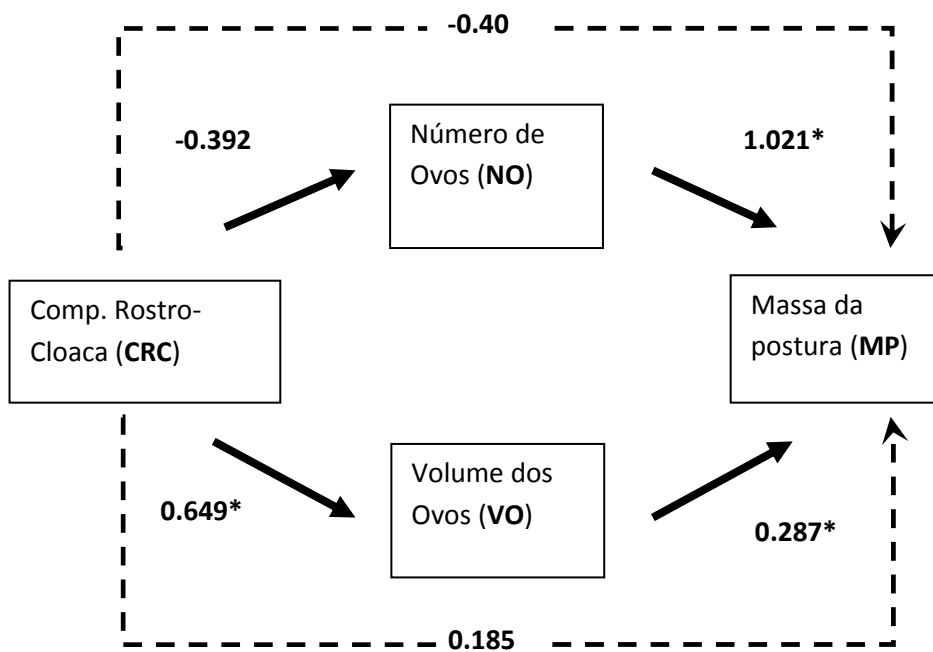 -0.40
-0.392
Número de
Ovos (NO)
1.021*
Comp. Rostro-
Cloaca (CRC)
Massa da
postura (MP)
0.649*
Volume dos
Ovos (VO)
0.287*
0.185